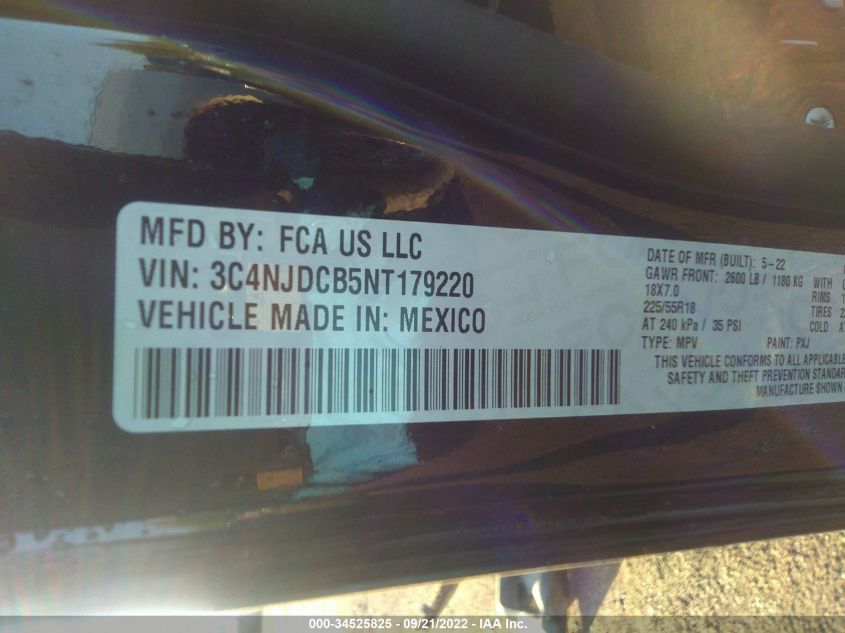 MFD BY: FCA US LLC
VIN: 3C4NJDCB5NT179220
VEHICLE MADE IN: MEXICO
DATE OF MFR (BUILT): 5-22
GAWR FRONT: 2600 LB / 1180 KG WITH
18X7.0 RIMS
225/55R18 TIRES
AT 240 kPa / 35 PSI COLD
TYPE: MPV PAINT: PXJ
THIS VEHICLE CONFORMS TO ALL APPLICABLE
SAFETY AND THEFT PREVENTION STANDAR
MANUFACTURE SHOWN
000-34525825 - 09/21/2022 - IAA Inc.